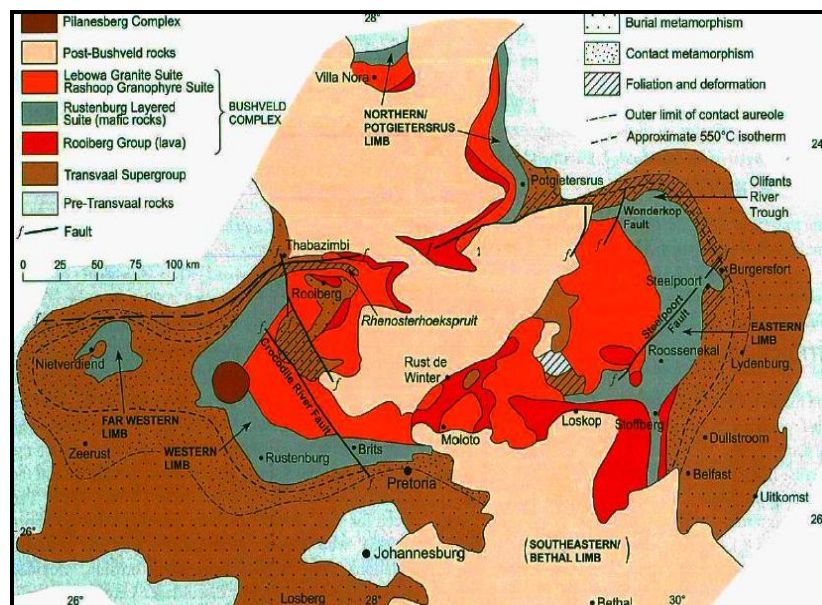 Pilanesberg Complex
Post-Bushveld rocks
Lebowa Granite Suite
Rashoop Granophyre Suite
Rustenburg Layered
Suite (mafic rocks)
Rooiberg Group (lava)
BUSHVELD
COMPLEX
Transvaal Supergroup
Pre-Transvaal rocks
f
Fault
0 25 50 75 100 km
28°
Villa Nora
NORTHERN/
POTGIETERSRUS
LIMB
Burial metamorphism
Contact metamorphism
Foliation and deformation
Outer limit of contact aureole
Approximate 550°C isotherm
24
Potgietersrus
Olifants
River
Trough
Wonderkop
Fault
Thabazimbi
Rooiberg
Rhenosterhoekspruit
Steelpoort
Burgersfort
Steelpoort
Fault
EASTERN
LIMB
Roossenekal
Lydenburg
Nietverdiend
Crocodile River Fault
Rust de
Winter
FAR WESTERN
LIMB
WESTERN
LIMB
Zeerust
Rustenburg
Brits
Moloto
Loskop
Stoffberg
Dullstroom
Pretoria
Belfast
Uitkomst
26°
26
Johannesburg
(SOUTHEASTERN/
BETHAL LIMB)
26°
Losberg
28°
Bethal
30°